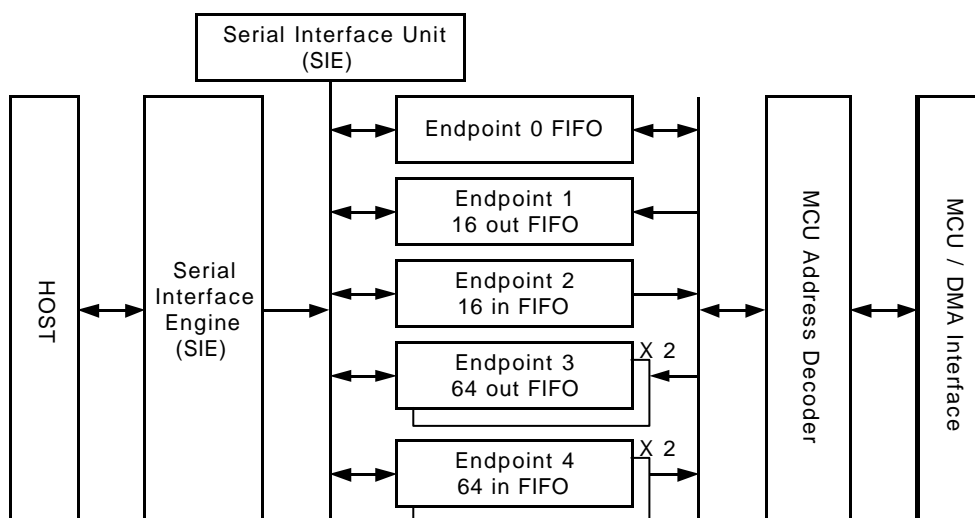 Serial Interface Unit
(SIE)
HOST
Serial
Interface
Engine
(SIE)
Endpoint 0 FIFO
Endpoint 1
16 out FIFO
Endpoint 2
16 in FIFO
Endpoint 3
64 out FIFO
X 2
Endpoint 4
64 in FIFO
X 2
MCU Address Decoder
MCU / DMA Interface